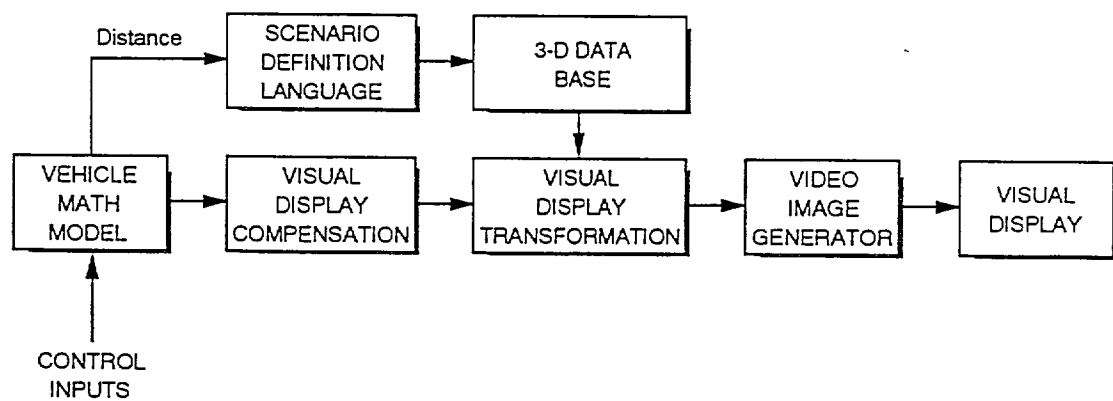 Distance
SCENARIO
DEFINITION
LANGUAGE
3-D DATA
BASE
VEHICLE
MATH
MODEL
VISUAL
DISPLAY
COMPENSATION
VISUAL
DISPLAY
TRANSFORMATION
VIDEO
IMAGE
GENERATOR
VISUAL
DISPLAY
CONTROL
INPUTS